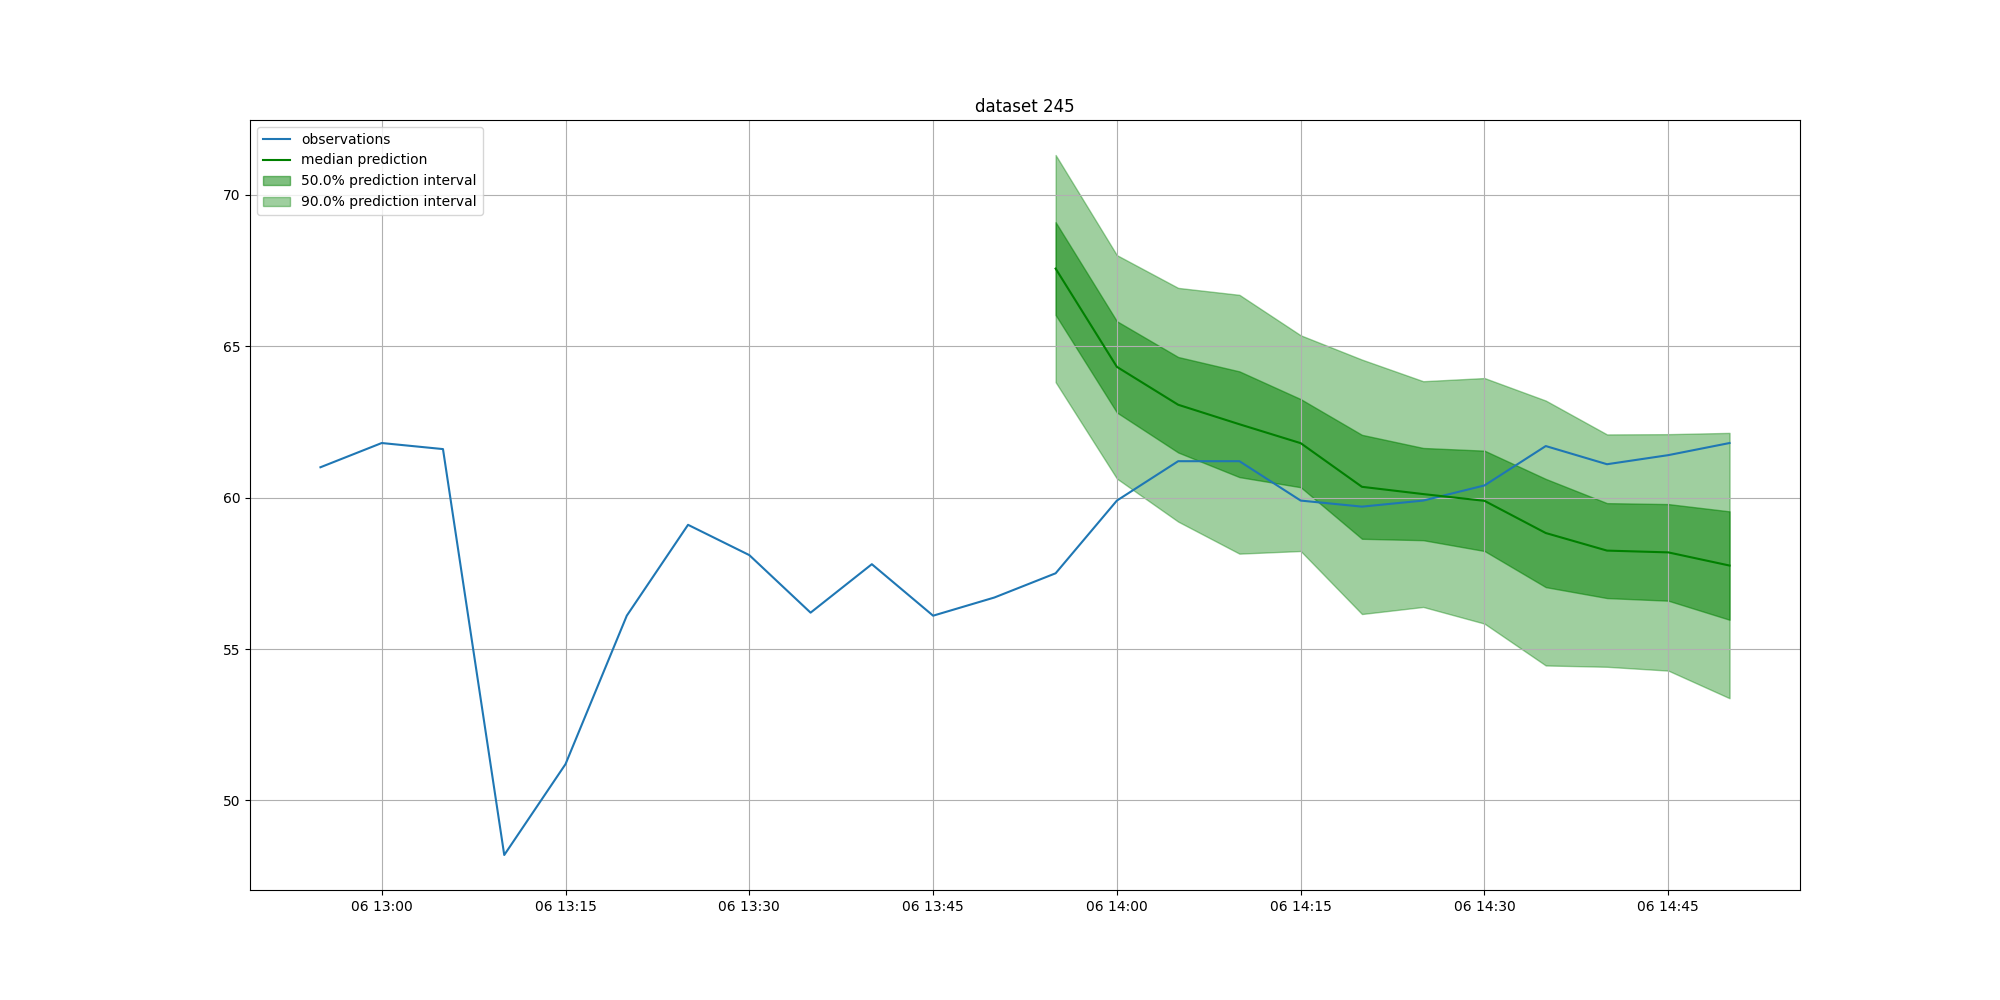 dataset 245
observations
median prediction
50.0% prediction interval
90.0% prediction interval
70
65
60
55
50
06 13:00 06 13:15 06 13:30 06 13:45 06 14:00 06 14:15 06 14:30 06 14:45